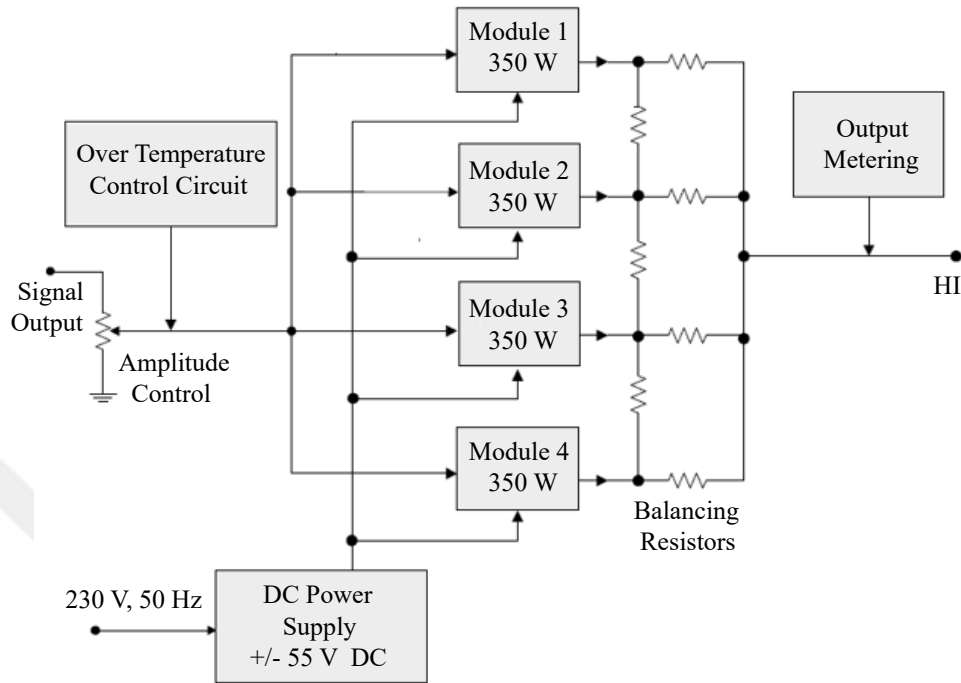 Module 1
350 W
Over Temperature
Control Circuit
Output
Metering
Module 2
350 W
Signal
Output
HI
Module 3
350 W
Amplitude
Control
Module 4
350 W
Balancing
Resistors
230 V, 50 Hz
DC Power
Supply
+/- 55 V DC